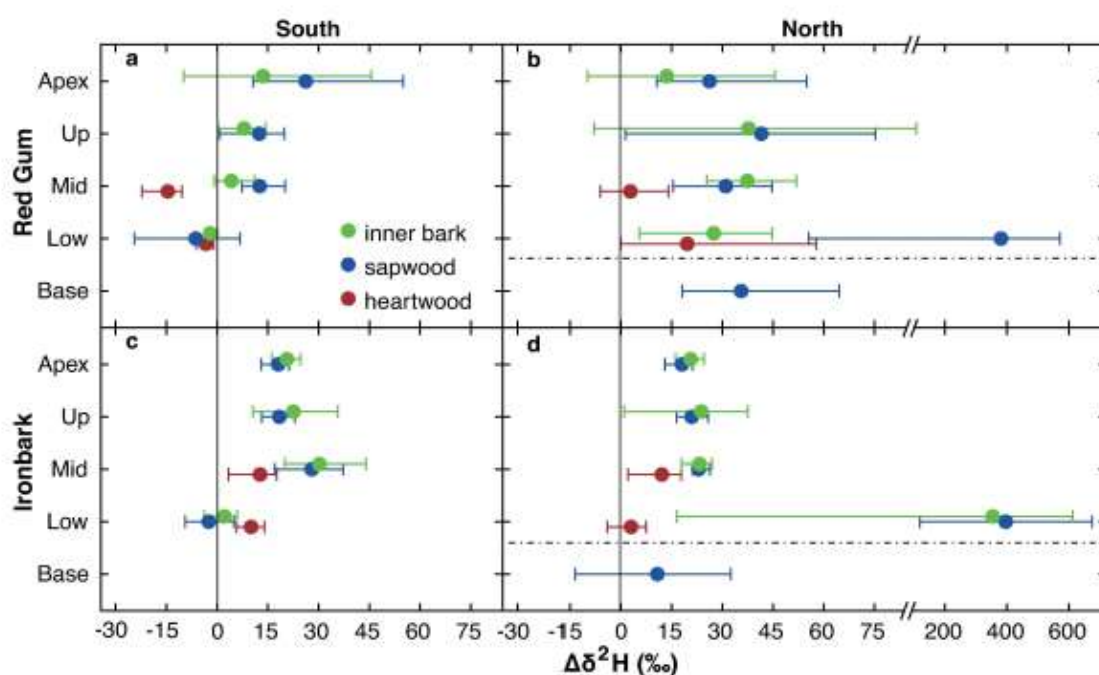 South
North
a
b
Red Gum
Apex
Up
Mid
Low
Base
inner bark
sapwood
heartwood
c
d
Ironbark
Apex
Up
Mid
Low
Base
-30 -15 0 15 30 45 60 75
-30 -15 0 15 30 45 60 75 200 400 600
Δδ²H (‰)